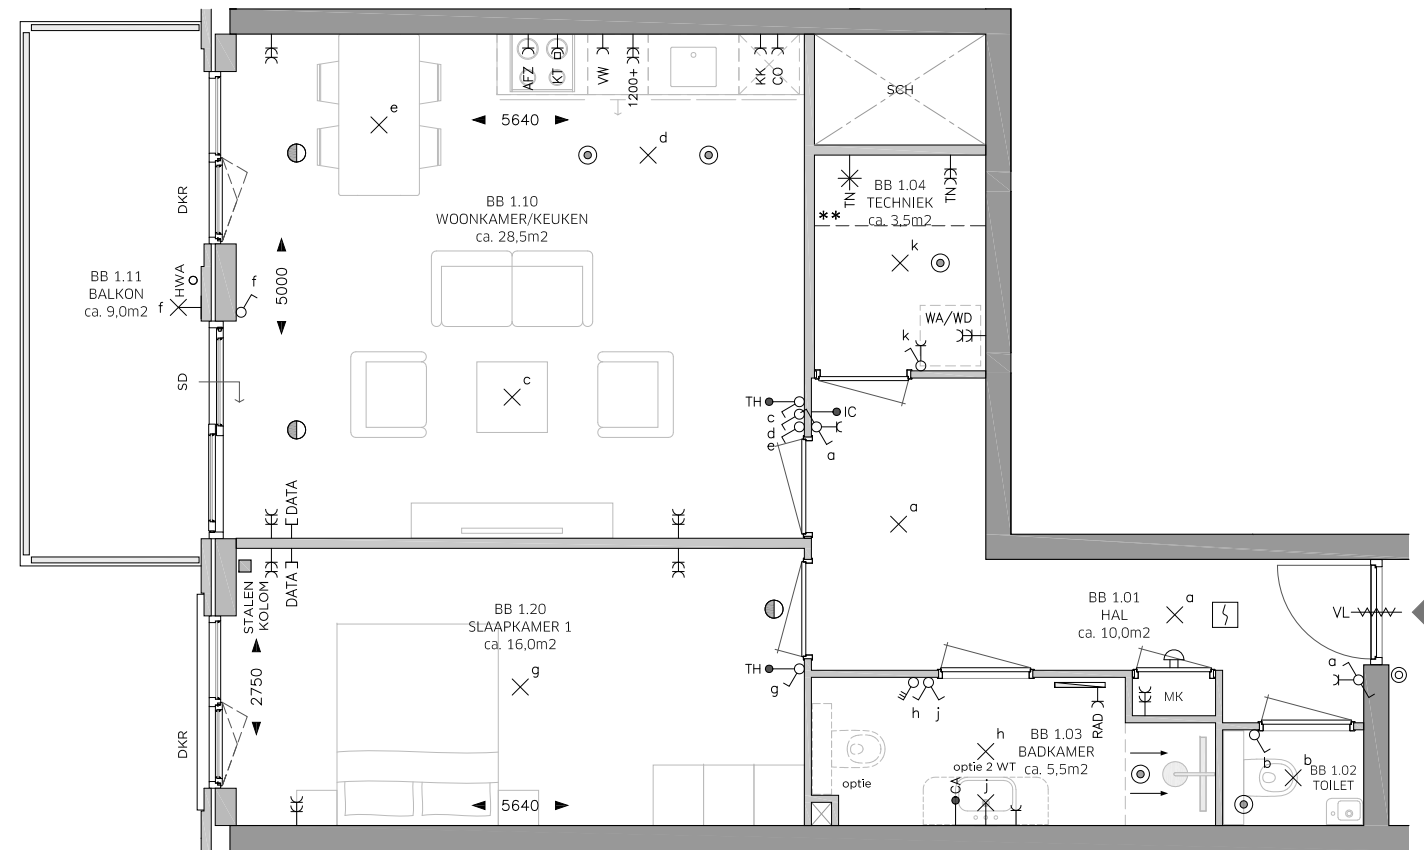 AFZ
KT
VW
1200+
KK
CO
SCH
e
5640
d
DKR
BB 1.10
WOONKAMER/KEUKEN
ca. 28,5m2
TN
TN
BB 1.04
TECHNIEK
ca. 3,5m2
**
k
BB 1.11
BALKON
ca. 9,0m2
HWA
f
f
5000
WA/WD
k
SD
c
TH
c
d
e
IC
a
DATA
a
DATA
STALEN
KOLOM
BB 1.20
SLAAPKAMER 1
ca. 16,0m2
BB 1.01
HAL
ca. 10,0m2
a
VL
2750
g
TH
g
a
MK
h
j
RAD
DKR
h
BB 1.03
BADKAMER
ca. 5,5m2
optie 2 WT
optie
CA
j
b
b
BB 1.02
TOILET
5640